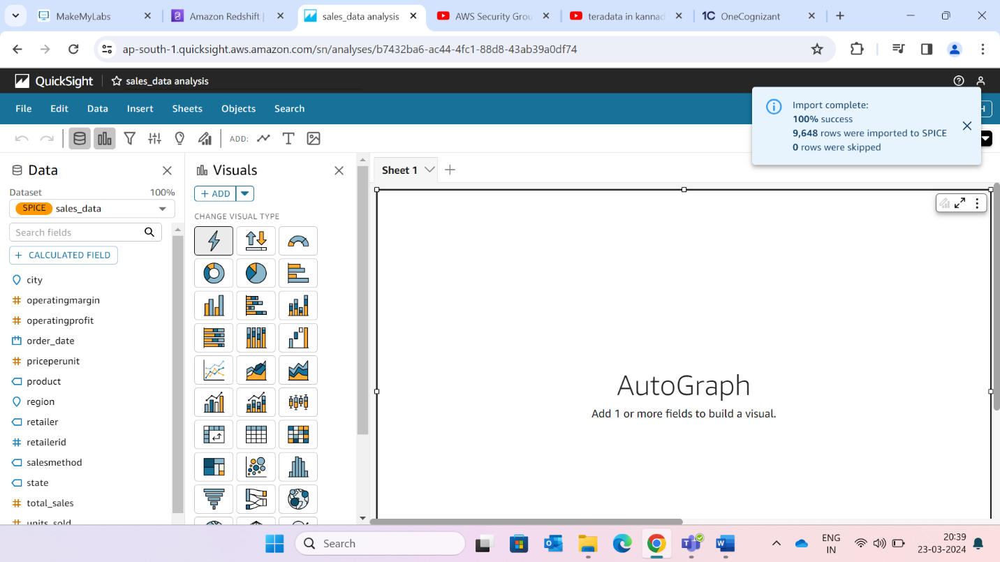 MakeMyLabs
Amazon Redshift |
sales_data analysis
AWS Security Grou
teradata in kannad
1C OneCognizant
ap-south-1.quicksight.aws.amazon.com/sn/analyses/b7432ba6-ac44-4fc1-88d8-43ab39a0df74
QuickSight
sales_data analysis
File Edit Data Insert Sheets Objects Search
H
Import complete:
100% success
9,648 rows were imported to SPICE
0 rows were skipped
ADD:
Data
Dataset 100%
SPICE sales_data
Search fields
+ CALCULATED FIELD
city
# operatingmargin
# operatingprofit
order_date
# priceperunit
product
region
retailer
# retailerid
salesmethod
state
# total_sales
# units_sold
Visuals
+ ADD
CHANGE VISUAL TYPE
Sheet 1
AutoGraph
Add 1 or more fields to build a visual.
Search
ENG
IN
20:39
23-03-2024